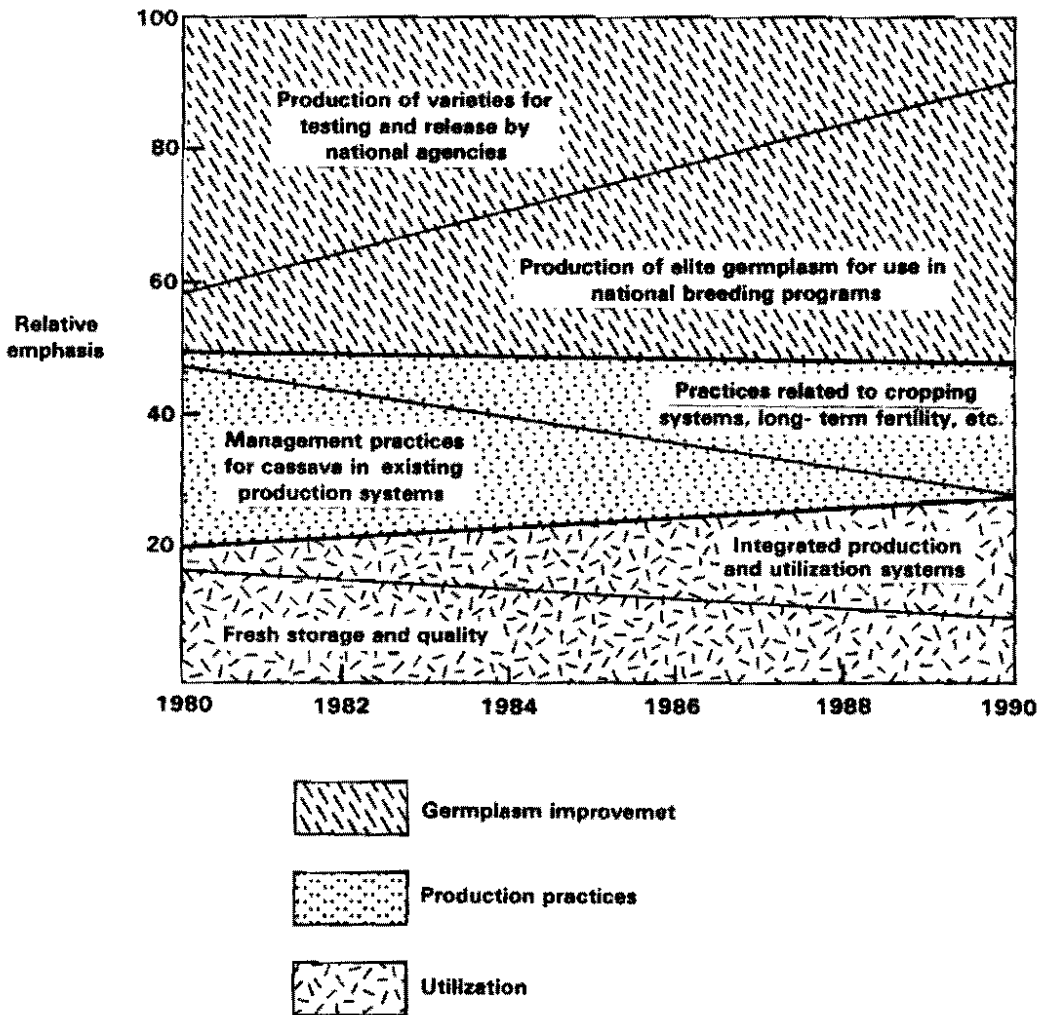 100
Production of varieties for
testing and release by
national agencies
80
Production of elite germplasm for use in
national breeding programs
60
Relative
emphasis
Practices related to cropping
systems, long- term fertility, etc.
40
Management practices
for cassava in existing
production systems
20
Integrated production
and utilization systems
Fresh storage and quality
1980 1982 1984 1986 1988 1990
Germplasm improvemet
Production practices
Utilization